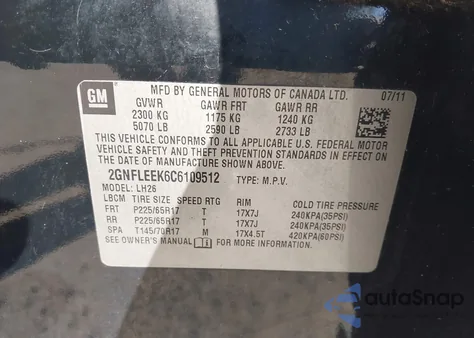 GM
MFD BY GENERAL MOTORS OF CANADA LTD. 07/11
GVWR GAWR FRT GAWR RR
2300 KG 1175 KG 1240 KG
5070 LB 2590 LB 2733 LB
THIS VEHICLE CONFORMS TO ALL APPLICABLE U.S. FEDERAL
MOTOR VEHICLE SAFETY, BUMPER, AND THEFT PREVENTION STANDARDS
IN EFFECT ON THE DATE OF MANUFACTURE SHOWN ABOVE.
2GNFLEEK6C6109512 TYPE: M.P.V.
MODEL: LH26
LBCM TIRE SIZE SPEED RTG RIM COLD TIRE PRESSURE
FRT P225/65R17 T 17X7J 240KPA(35PSI)
RR P225/65R17 T 17X7J 240KPA(35PSI)
SPA T145/70R17 M 17X4.5T 420KPA(60PSI)
SEE OWNER'S MANUAL FOR MORE INFORMATION.
autoSnap